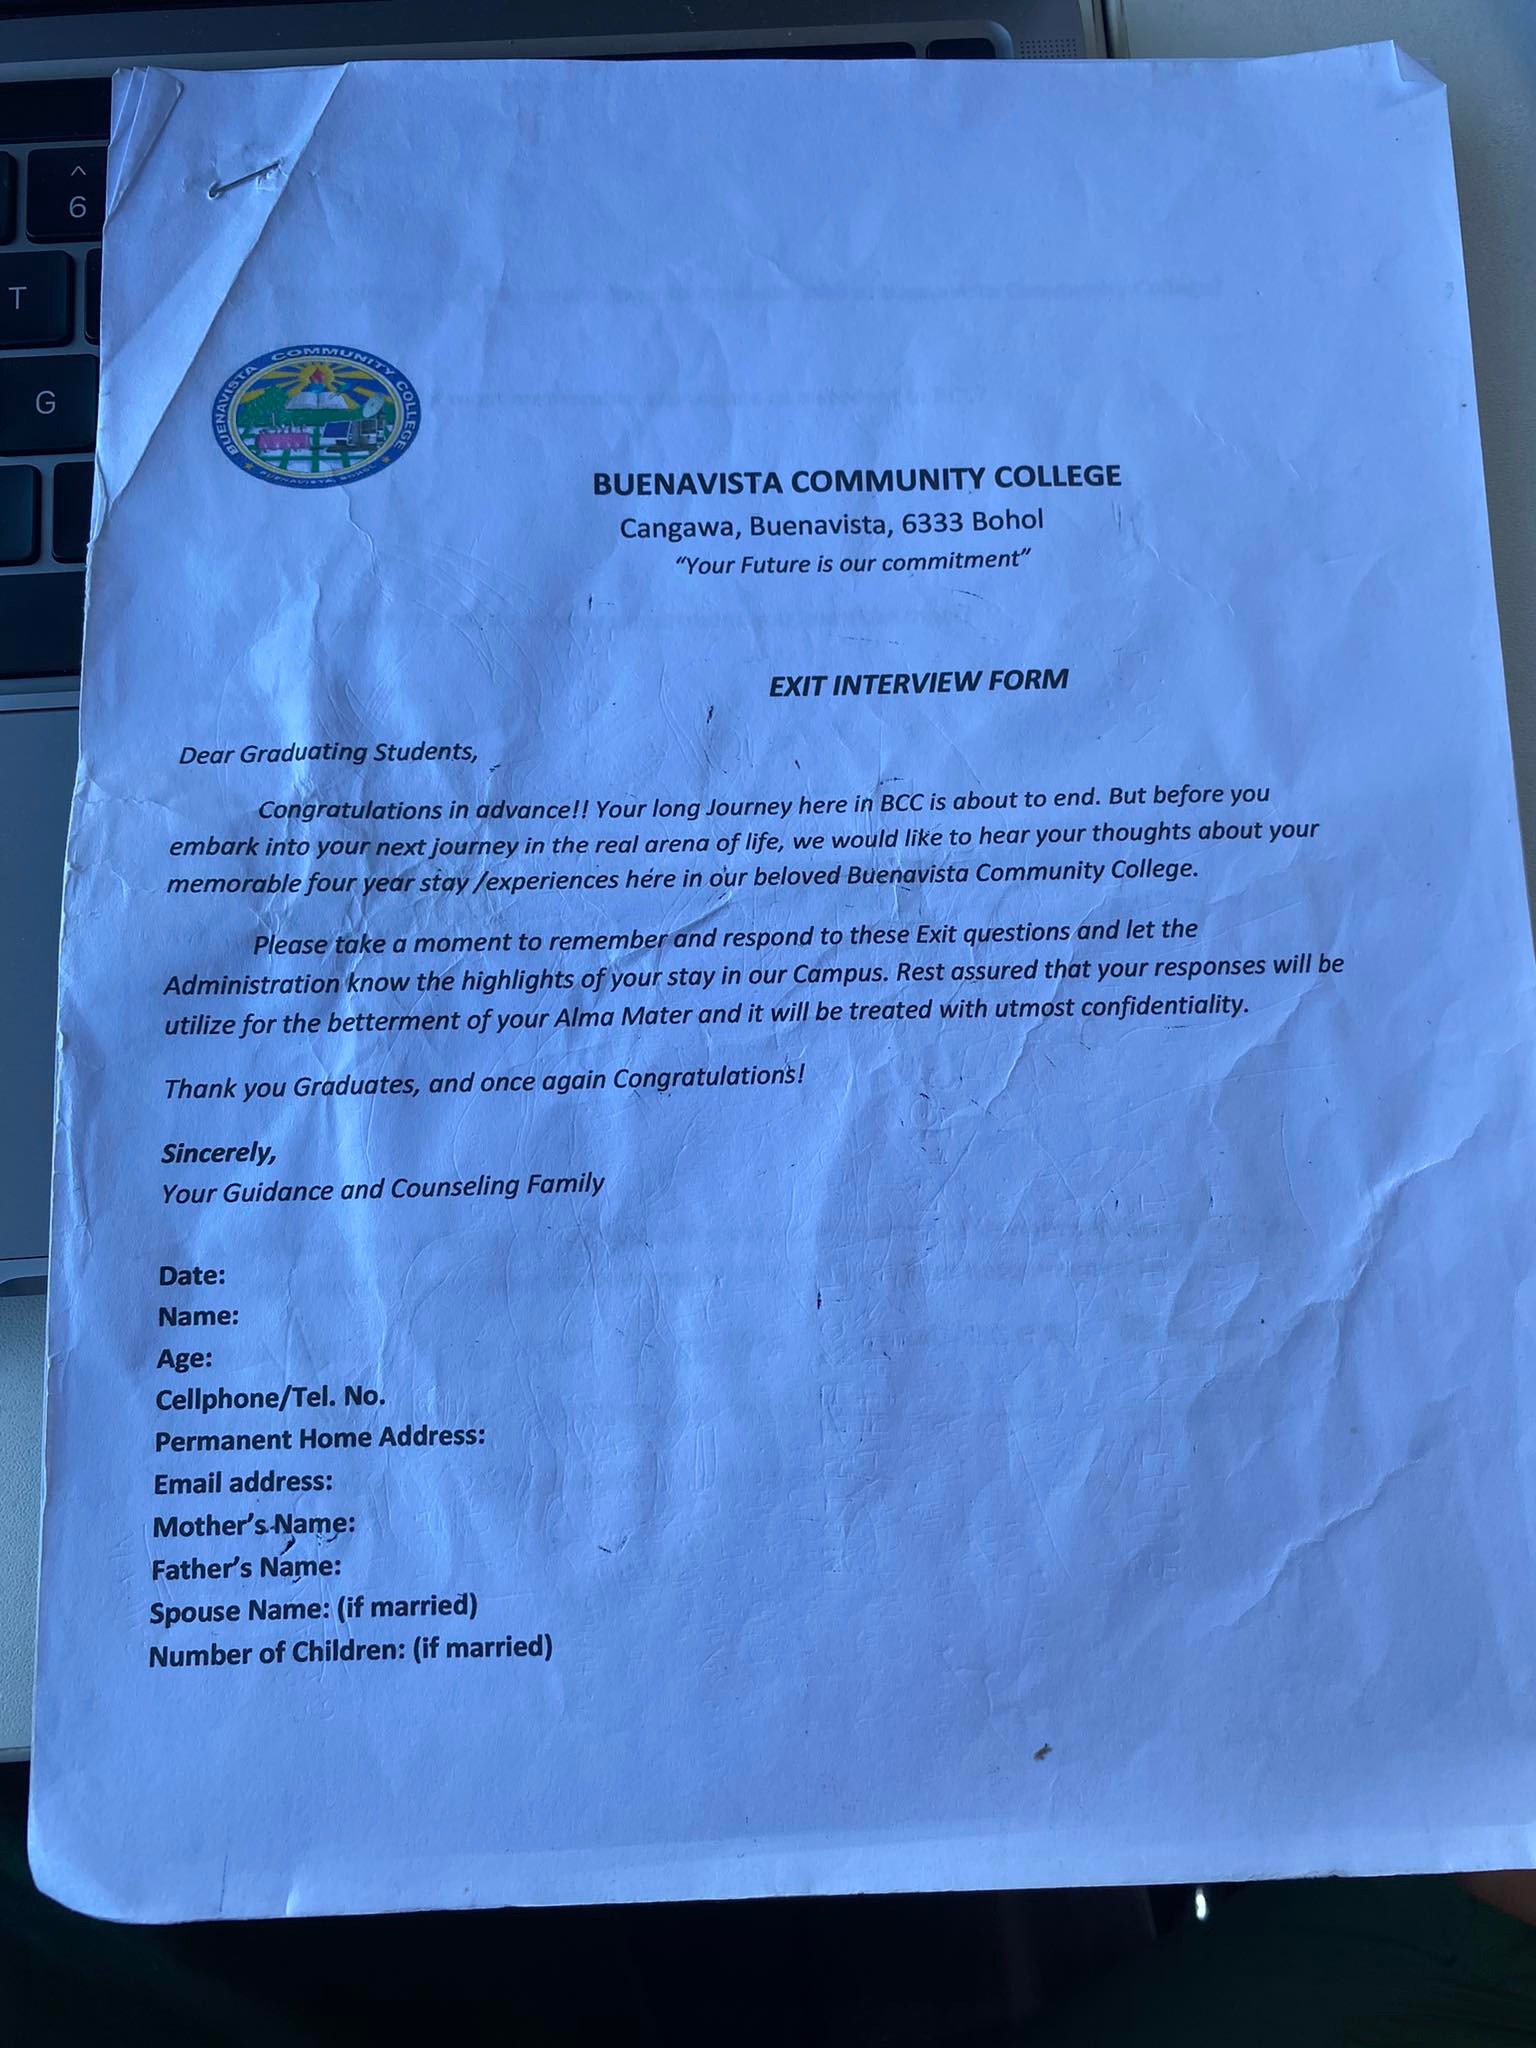 ^
6
T
G
BUENAVISTA COMMUNITY COLLEGE
BUENAVISTA, BOHOL
BUENAVISTA COMMUNITY COLLEGE
Cangawa, Buenavista, 6333 Bohol
“Your Future is our commitment”
EXIT INTERVIEW FORM
Dear Graduating Students,
Congratulations in advance!! Your long Journey here in BCC is about to end. But before you
embark into your next journey in the real arena of life, we would like to hear your thoughts about your
memorable four year stay /experiences here in our beloved Buenavista Community College.
Please take a moment to remember and respond to these Exit questions and let the
Administration know the highlights of your stay in our Campus. Rest assured that your responses will be
utilize for the betterment of your Alma Mater and it will be treated with utmost confidentiality.
Thank you Graduates, and once again Congratulations!
Sincerely,
Your Guidance and Counseling Family
Date:
Name:
Age:
Cellphone/Tel. No.
Permanent Home Address:
Email address:
Mother’s Name:
Father’s Name:
Spouse Name: (if married)
Number of Children: (if married)